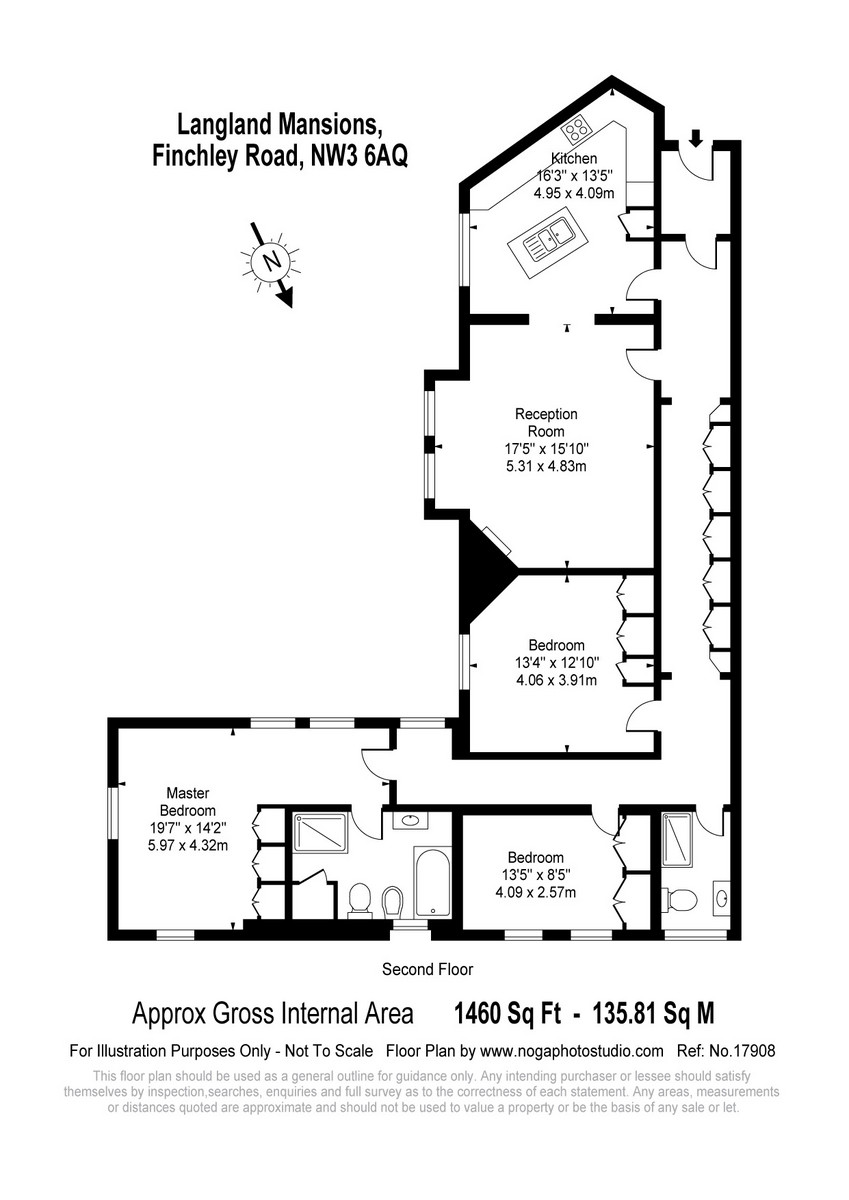 Langland Mansions,
Finchley Road, NW3 6AQ
N
Kitchen
16'3" x 13'5"
4.95 x 4.09m
Reception
Room
17'5" x 15'10"
5.31 x 4.83m
Bedroom
13'4" x 12'10"
4.06 x 3.91m
Master
Bedroom
19'7" x 14'2"
5.97 x 4.32m
Bedroom
13'5" x 8'5"
4.09 x 2.57m
Second Floor
Approx Gross Internal Area 1460 Sq Ft - 135.81 Sq M
For Illustration Purposes Only - Not To Scale Floor Plan by www.nogaphotostudio.com Ref: No.17908
This floor plan should be used as a general outline for guidance only. Any intending purchaser or lessee should satisfy
themselves by inspection,searches, enquiries and full survey as to the correctness of each statement. Any areas, measurements
or distances quoted are approximate and should not be used to value a property or be the basis of any sale or let.